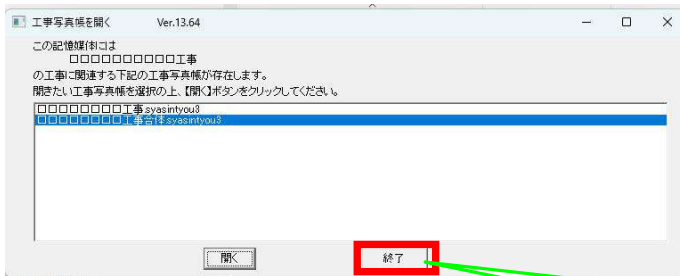 工事写真帳を開く Ver.13.64
この記憶媒体には
□□□□□□□□□□工事
の工事に関連する下記の工事写真帳が存在します。
開きたい工事写真帳を選択の上、【開く】ボタンをクリックしてください。
□□□□□□□□工事.syasintyou3
□□□□□□□□工事合体.syasintyou3
開く 終了